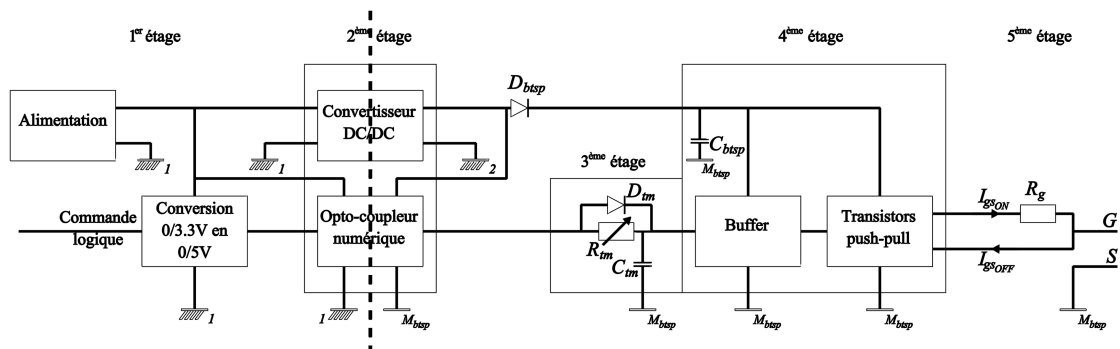 1er étage
2ème étage
4ème étage
5ème étage
Alimentation
Convertisseur
DC/DC
Dbtsp
Cbtsp
Mbtsp
1
1
2
3ème étage
Dtm
Rtm
Ctm
Commande
logique
Conversion
0/3.3V en
0/5V
Opto-coupleur
numérique
Buffer
Transistors
push-pull
IgsON
Rg
G
IgsOFF
S
1
1
Mbtsp
Mbtsp
Mbtsp
Mbtsp
Mbtsp